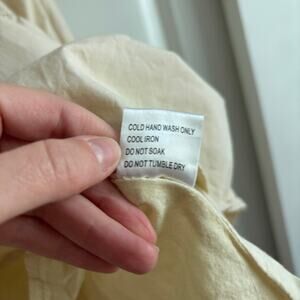 COLD HAND WASH ONLY
COOL IRON
DO NOT SOAK
DO NOT TUMBLE DRY